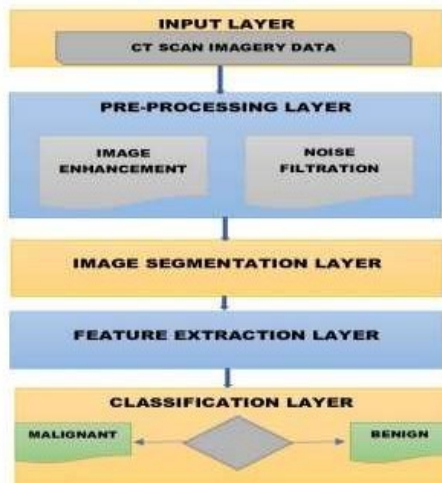 INPUT LAYER
CT SCAN IMAGERY DATA
PRE-PROCESSING LAYER
IMAGE
ENHANCEMENT
NOISE
FILTRATION
IMAGE SEGMENTATION LAYER
FEATURE EXTRACTION LAYER
CLASSIFICATION LAYER
MALIGNANT
BENIGN